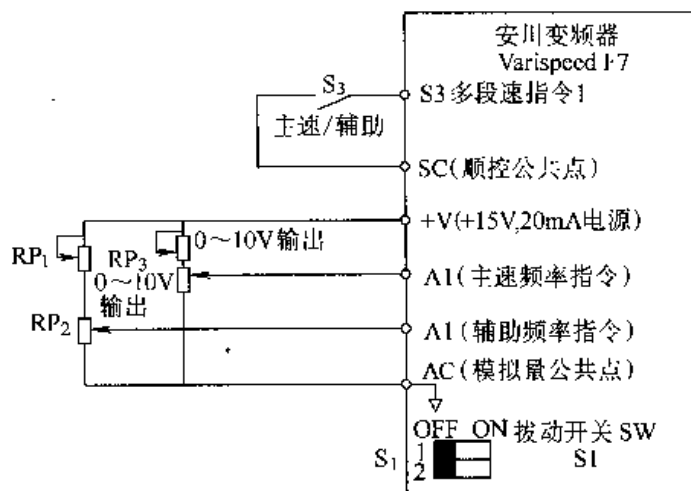 安川变频器
Varispeed F7
S3
S3多段速指令1
主速/辅助
SC(顺控公共点)
+V(+15V,20mA电源)
0～10V输出
RP1
RP3
0～10V
输出
A1(主速频率指令)
RP2
A1(辅助频率指令)
AC(模拟量公共点)
OFF ON 拨动开关 SW
S1
1
2
S1